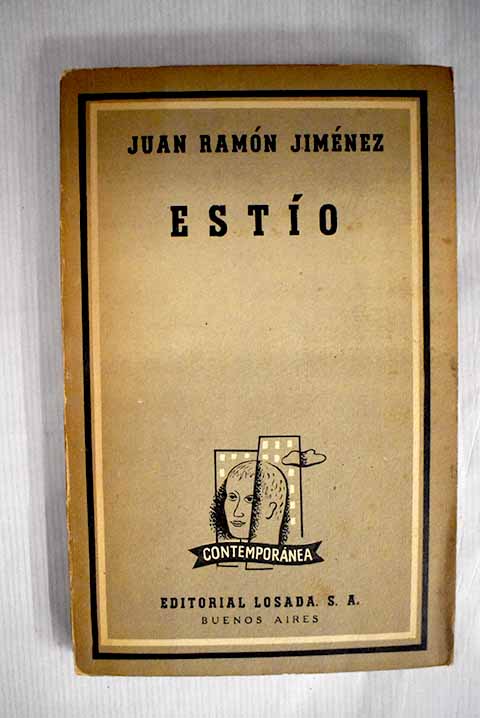 JUAN RAMÓN JIMÉNEZ
ESTÍO
CONTEMPORÁNEA
EDITORIAL LOSADA. S. A.
BUENOS AIRES